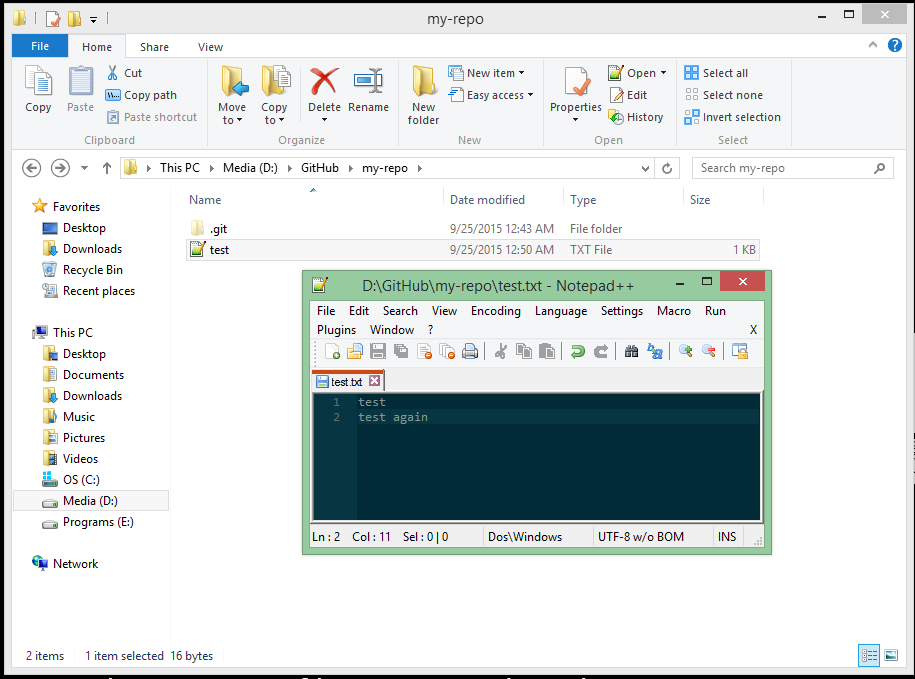 my-repo
File Home Share View
Copy
Paste
Cut
Copy path
Paste shortcut
Clipboard
Move to
Copy to
Delete
Rename
Organize
New folder
New item
Easy access
New
Properties
Open
Edit
History
Open
Select all
Select none
Invert selection
Select
This PC Media (D:) GitHub my-repo
Search my-repo
Name Date modified Type Size
.git 9/25/2015 12:43 AM File folder
test 9/25/2015 12:50 AM TXT File 1 KB
Favorites
Desktop
Downloads
Recycle Bin
Recent places
This PC
Desktop
Documents
Downloads
Music
Pictures
Videos
OS (C:)
Media (D:)
Programs (E:)
Network
D:\GitHub\my-repo\test.txt - Notepad++
File Edit Search View Encoding Language Settings Macro Run
Plugins Window ? X
test.txt
1 test
2 test again
Ln : 2 Col : 11 Sel : 0 | 0 Dos\Windows UTF-8 w/o BOM INS
2 items 1 item selected 16 bytes